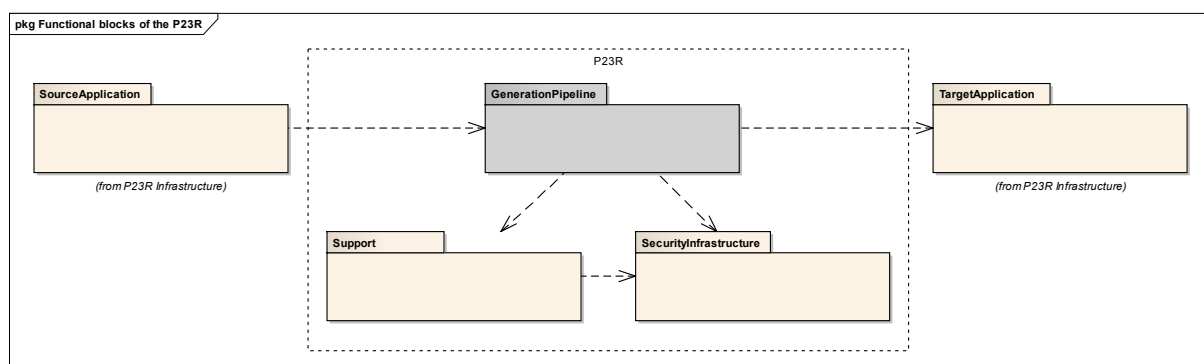 pkg Functional blocks of the P23R
P23R
SourceApplication
GenerationPipeline
TargetApplication
(from P23R Infrastructure)
(from P23R Infrastructure)
Support
SecurityInfrastructure